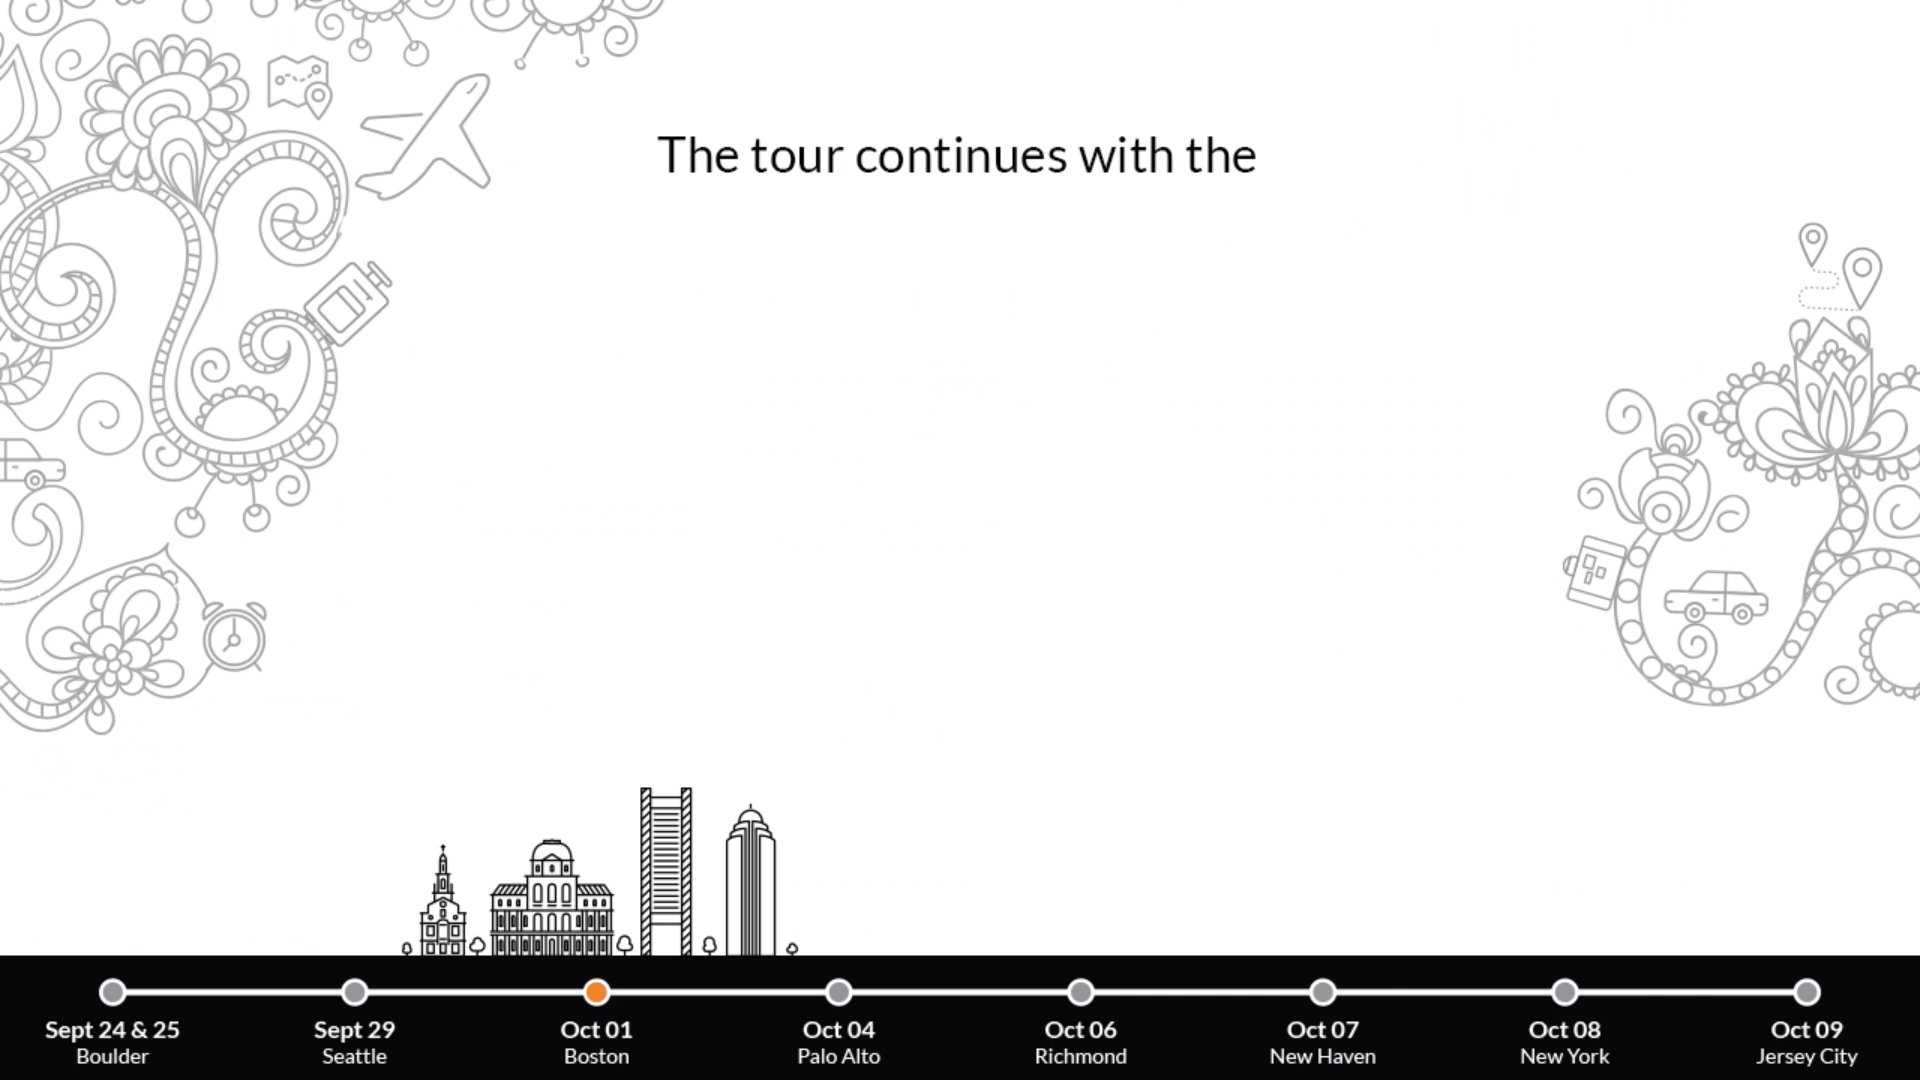 The tour continues with the
Sept 24 & 25
Boulder
Sept 29
Seattle
Oct 01
Boston
Oct 04
Palo Alto
Oct 06
Richmond
Oct 07
New Haven
Oct 08
New York
Oct 09
Jersey City